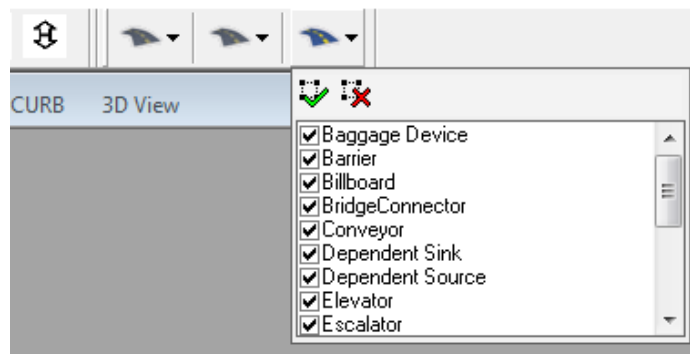 CURB 3D View
Baggage Device
Barrier
Billboard
BridgeConnector
Conveyor
Dependent Sink
Dependent Source
Elevator
Escalator